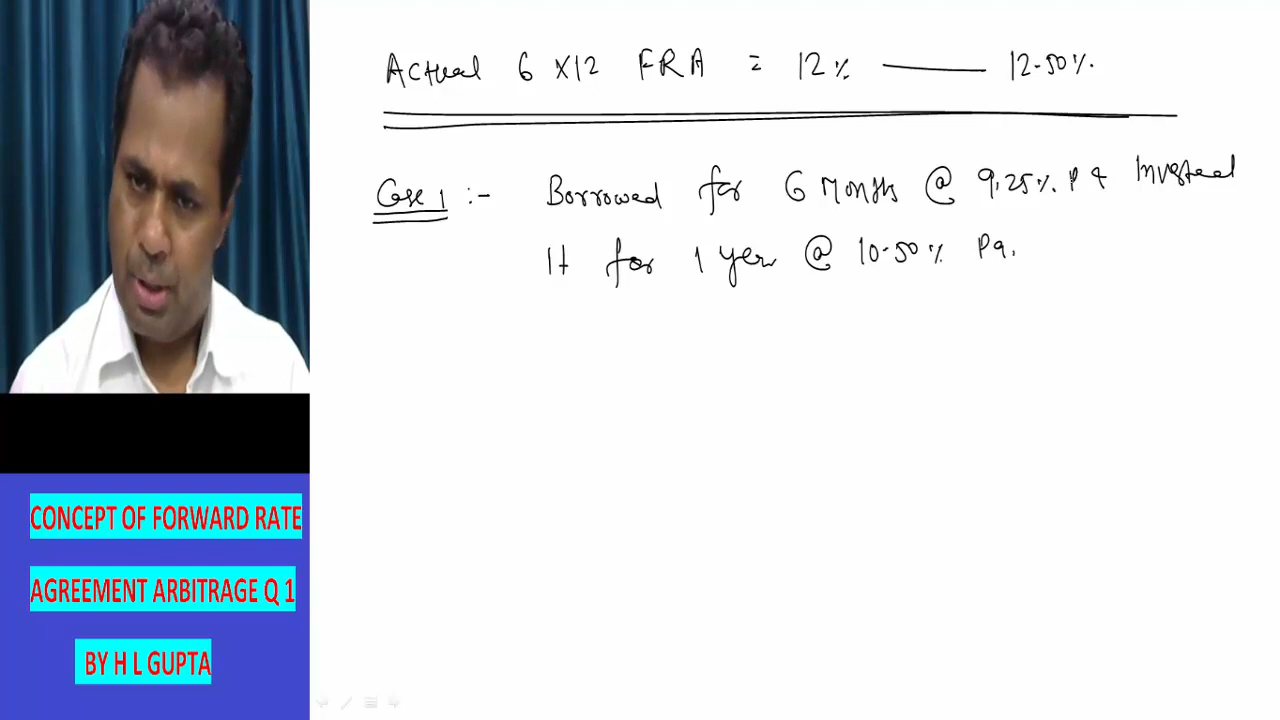 Actual 6 X12 FRA = 12% — 12.50%.
Case 1 :- Borrowed for 6 Months @ 9.25% P a Invested
It for 1 year @ 10.50% Pa.
CONCEPT OF FORWARD RATE
AGREEMENT ARBITRAGE Q 1
BY H L GUPTA